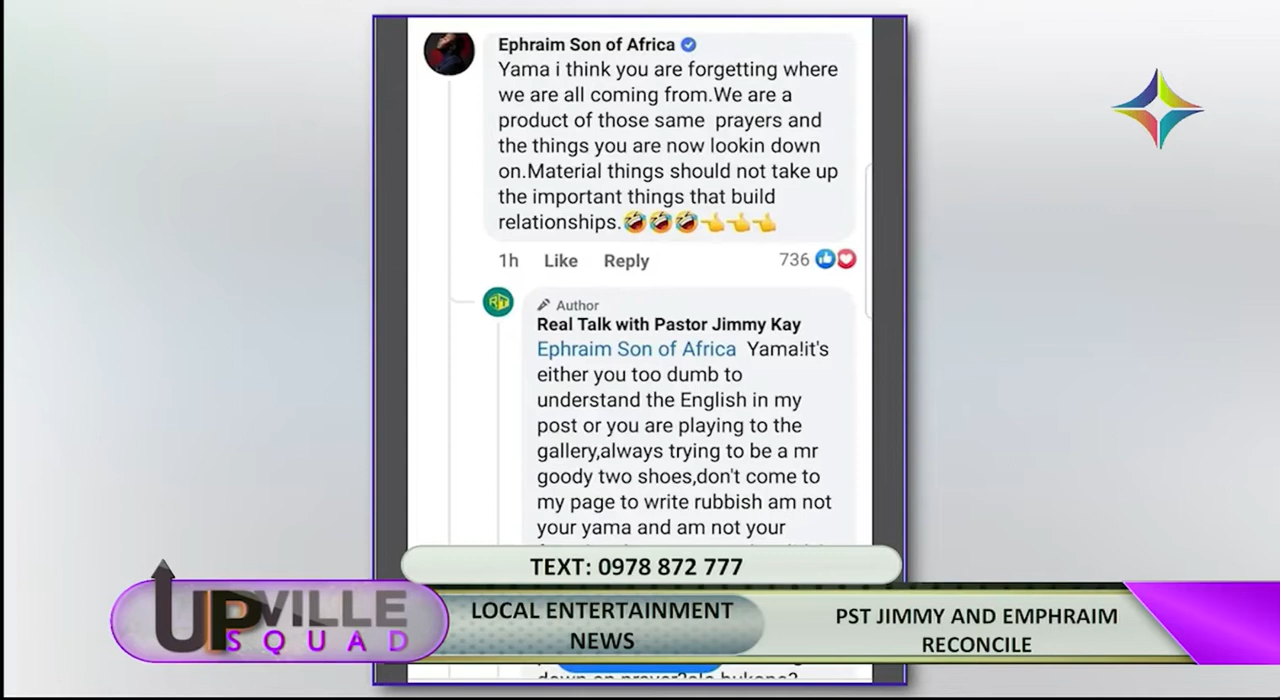 Ephraim Son of Africa
Yama i think you are forgetting where
we are all coming from.We are a
product of those same prayers and
the things you are now lookin down
on.Material things should not take up
the important things that build
relationships.🤣🤣🤣👈👈👈
1h Like Reply 736
RT
Author
Real Talk with Pastor Jimmy Kay
Ephraim Son of Africa Yama!it's
either you too dumb to
understand the English in my
post or you are playing to the
gallery,always trying to be a mr
goody two shoes,don't come to
my page to write rubbish am not
your yama and am not your
TEXT: 0978 872 777
UPVILLE
SQUAD
LOCAL ENTERTAINMENT
NEWS
PST JIMMY AND EMPHRAIM
RECONCILE